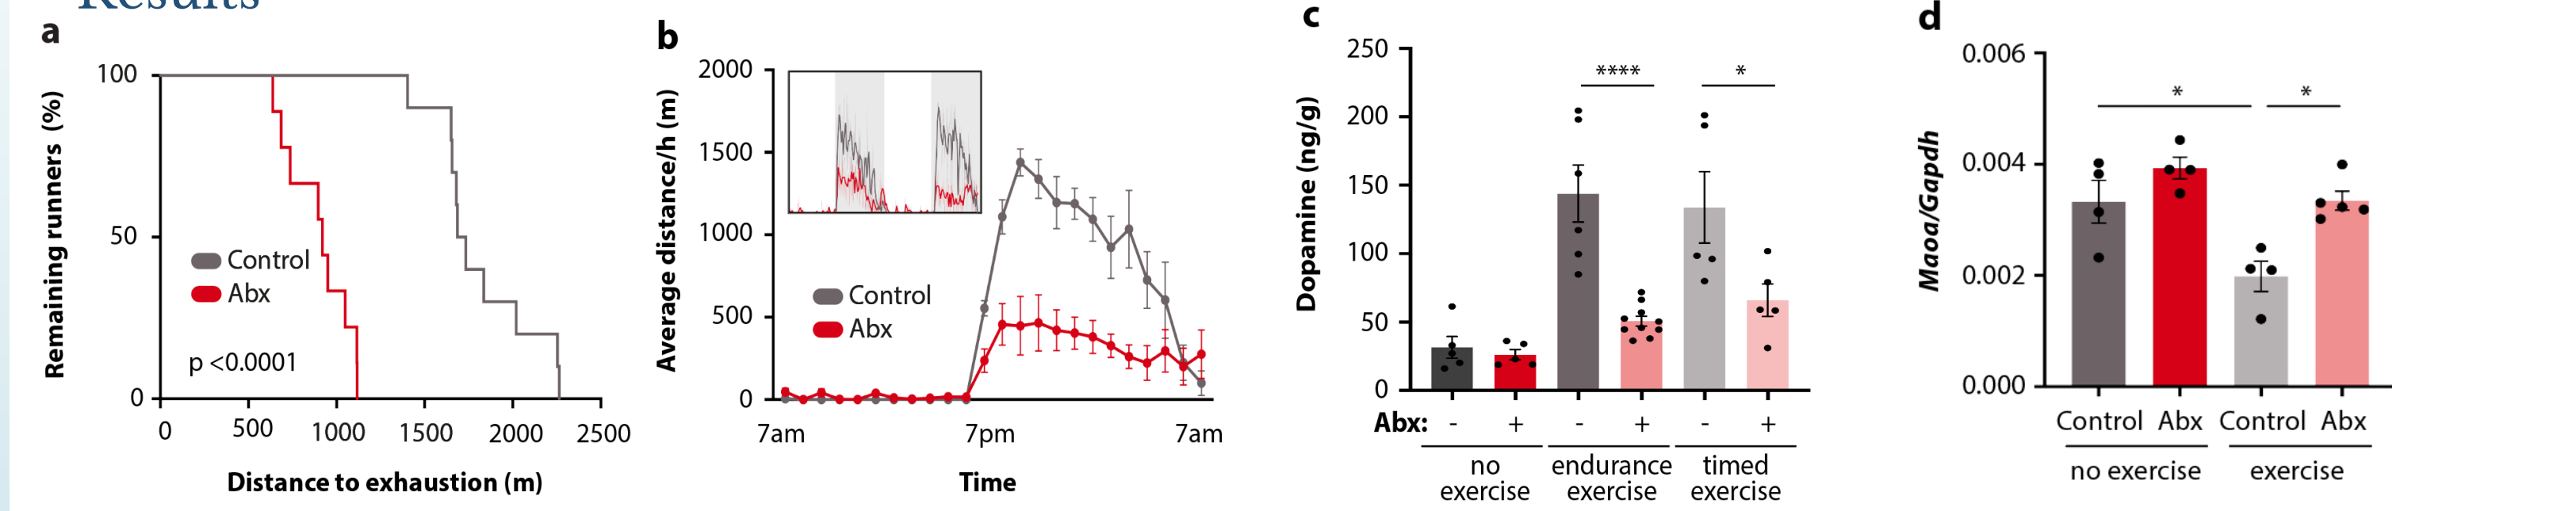 Results
a
Remaining runners (%)
100
50
0
Control
Abx
p <0.0001
0 500 1000 1500 2000 2500
Distance to exhaustion (m)
b
Average distance/h (m)
2000
1500
1000
500
0
Control
Abx
7am 7pm 7am
Time
c
Dopamine (ng/g)
250
200
150
100
50
0
**** *
Abx: - + - + - +
no exercise
endurance exercise
timed exercise
d
Maoa/Gapdh
0.006
0.004
0.002
0.000
* *
Control Abx Control Abx
no exercise exercise